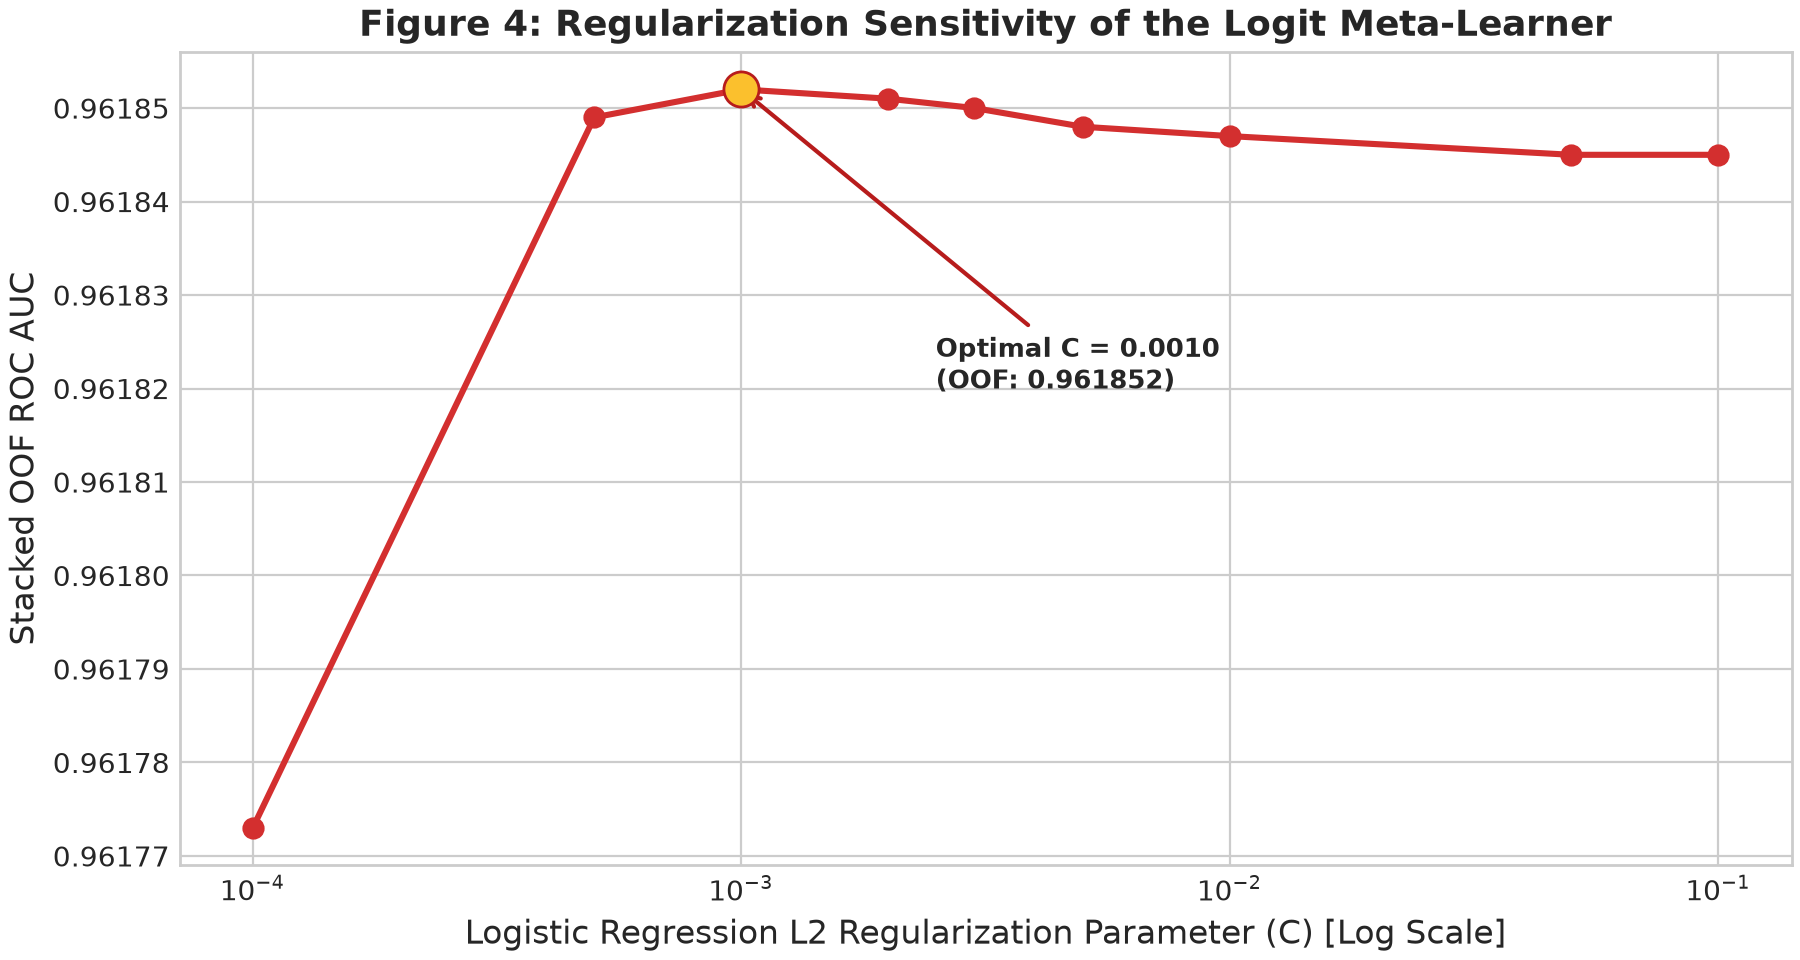 Figure 4: Regularization Sensitivity of the Logit Meta-Learner
Stacked OOF ROC AUC
0.96185
0.96184
0.96183
0.96182
0.96181
0.96180
0.96179
0.96178
0.96177
Optimal C = 0.0010
(OOF: 0.961852)
10⁻⁴
10⁻³
10⁻²
10⁻¹
Logistic Regression L2 Regularization Parameter (C) [Log Scale]